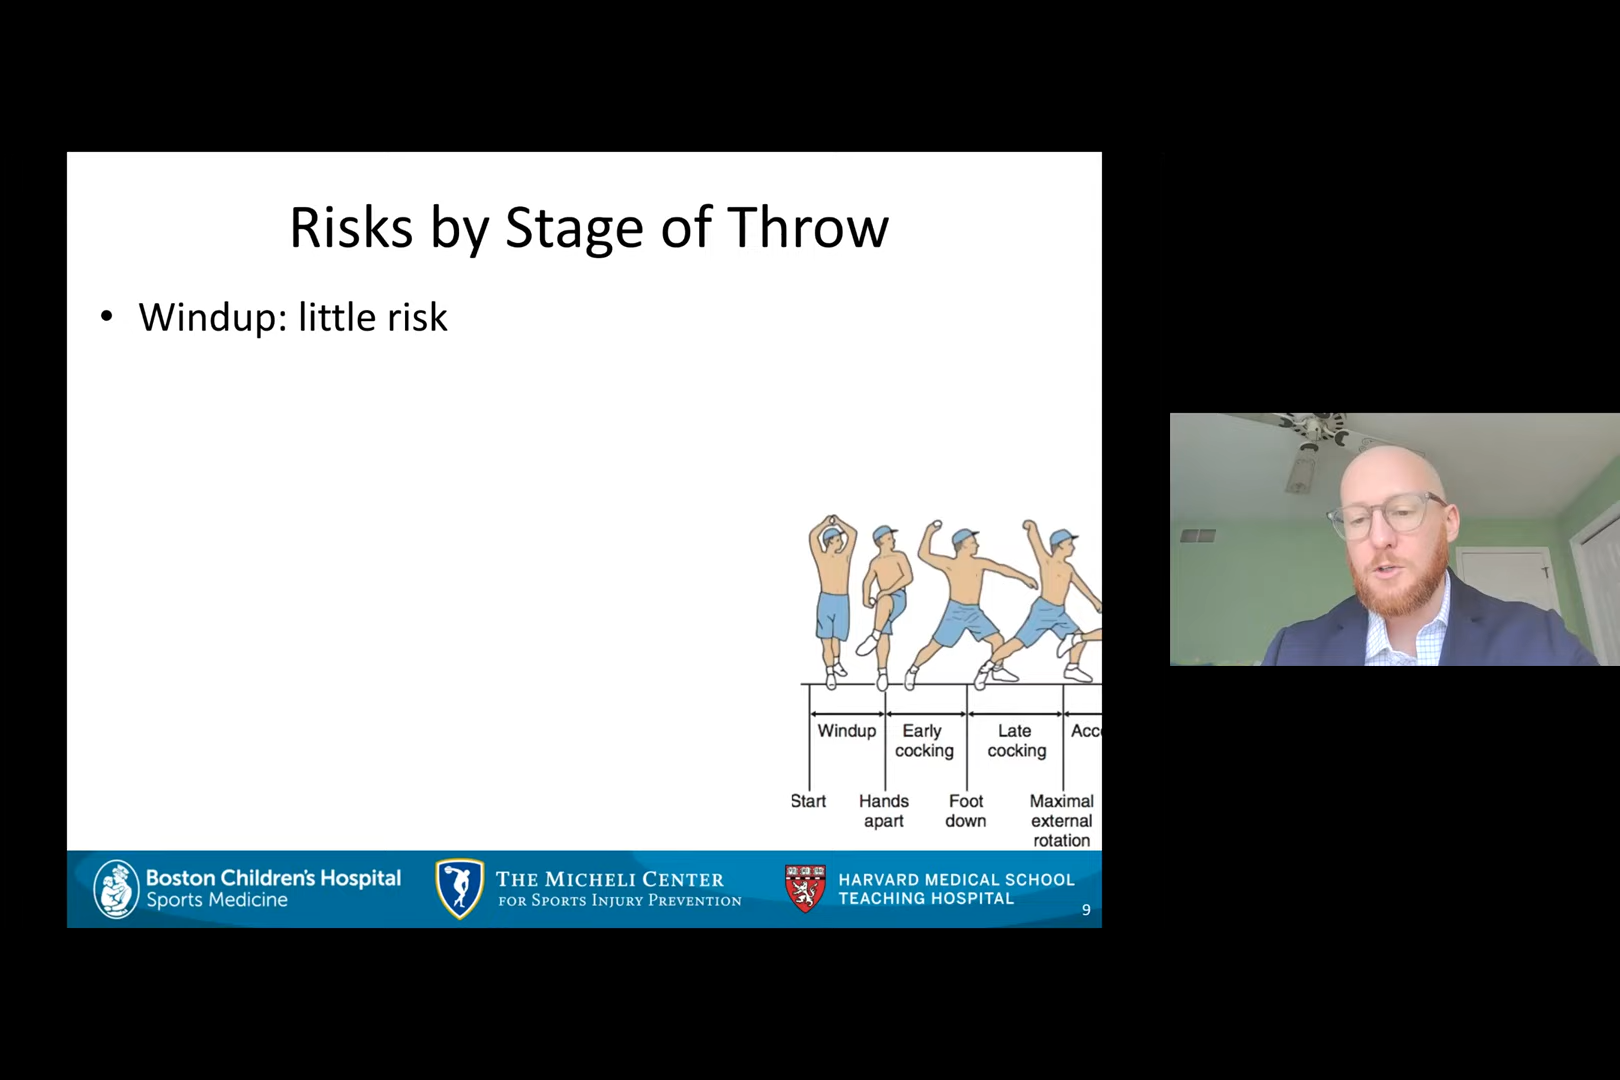 Risks by Stage of Throw
• Windup: little risk
Windup
Early
cocking
Late
cocking
Acc
Start
Hands
apart
Foot
down
Maximal
external
rotation
Boston Children's Hospital
Sports Medicine
THE MICHELI CENTER
FOR SPORTS INJURY PREVENTION
HARVARD MEDICAL SCHOOL
TEACHING HOSPITAL
9